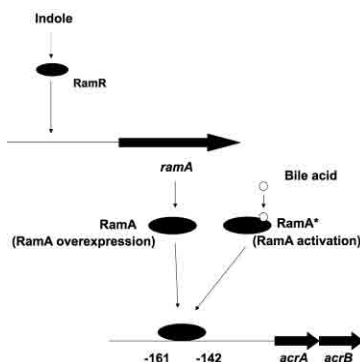 Indole
RamR
ramA
Bile acid
RamA
(RamA overexpression)
RamA*
(RamA activation)
-161
-142
acrA
acrB